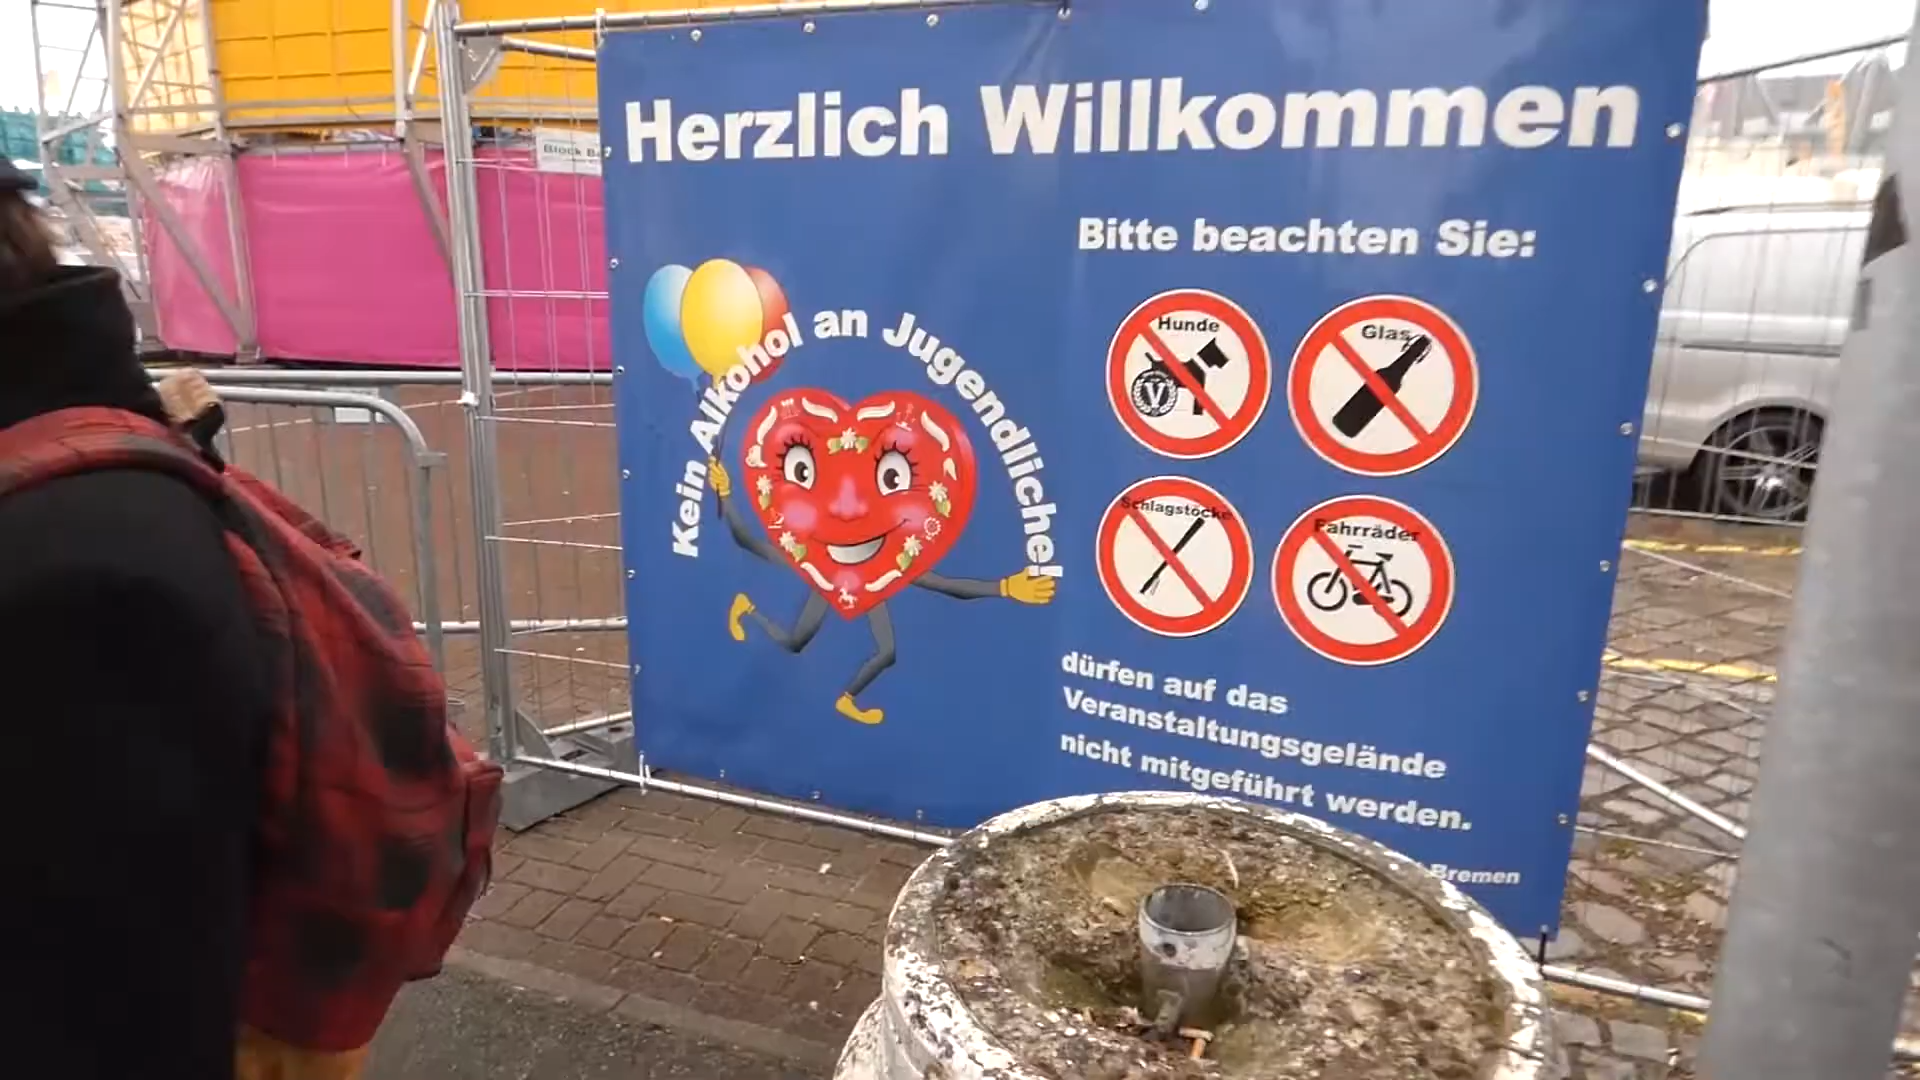 Herzlich Willkommen
Block B
Bitte beachten Sie:
Kein Alkohol an Jugendliche!
Hunde
V
Glas
Schlagstöcke
Fahrräder
dürfen auf das
Veranstaltungsgelände
nicht mitgeführt werden.
Bremen